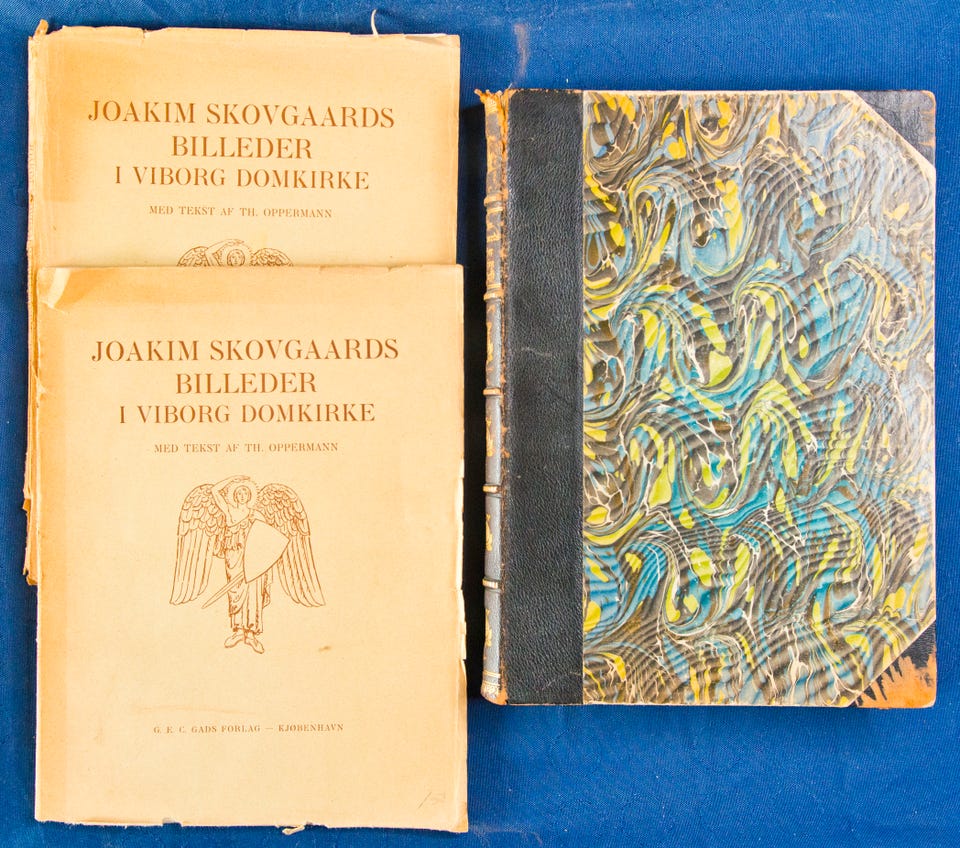 JOAKIM SKOVGAARDS
BILLEDER
I VIBORG DOMKIRKE
MED TEKST AF TH. OPPERMANN
JOAKIM SKOVGAARDS
BILLEDER
I VIBORG DOMKIRKE
MED TEKST AF TH. OPPERMANN
G. E. C. GADS FORLAG — KJØBENHAVN